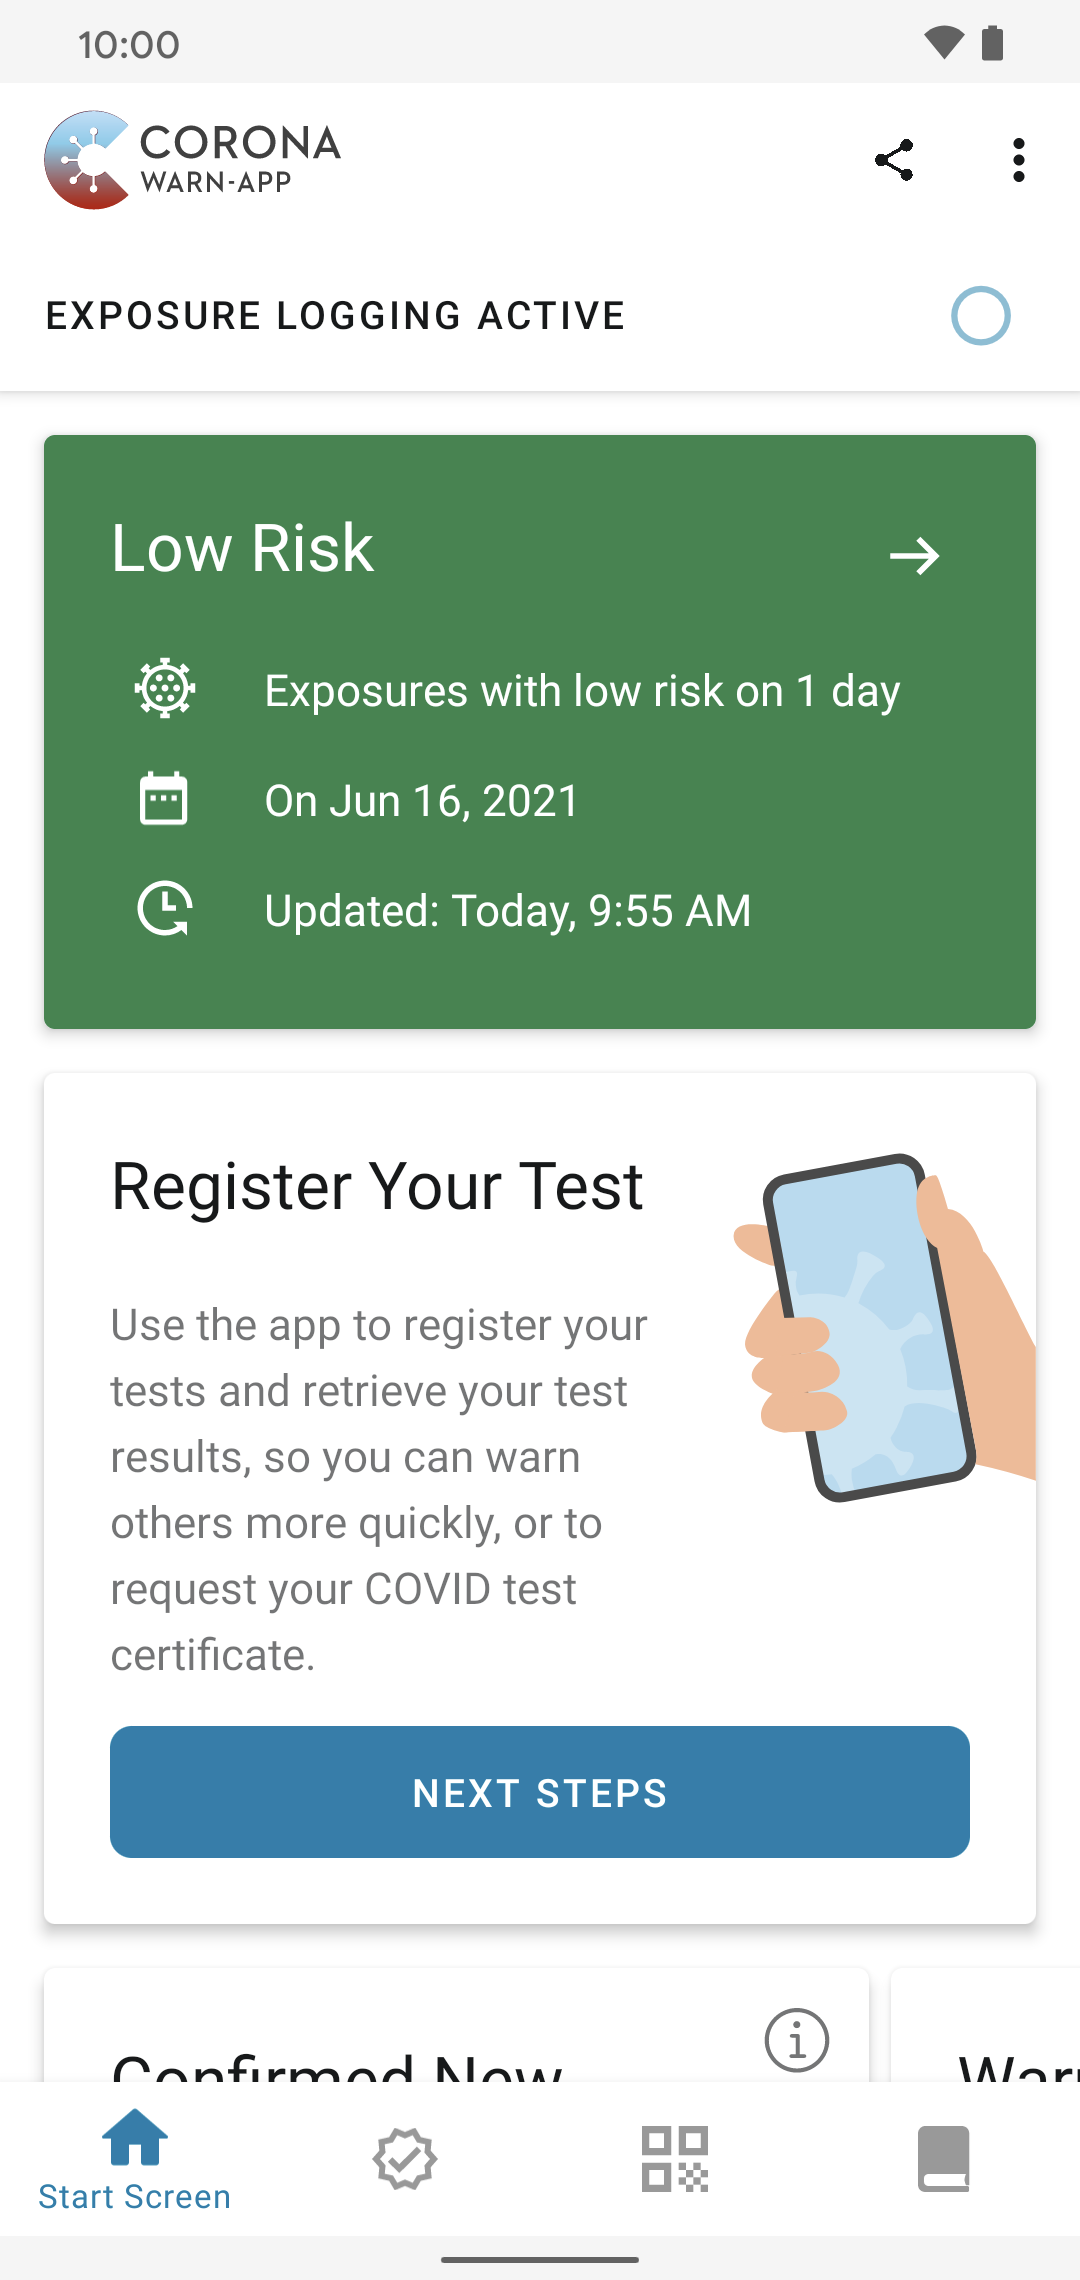 10:00
CORONA
WARN-APP
EXPOSURE LOGGING ACTIVE
Low Risk
Exposures with low risk on 1 day
On Jun 16, 2021
Updated: Today, 9:55 AM
Register Your Test
Use the app to register your
tests and retrieve your test
results, so you can warn
others more quickly, or to
request your COVID test
certificate.
NEXT STEPS
Confirmed New
Start Screen